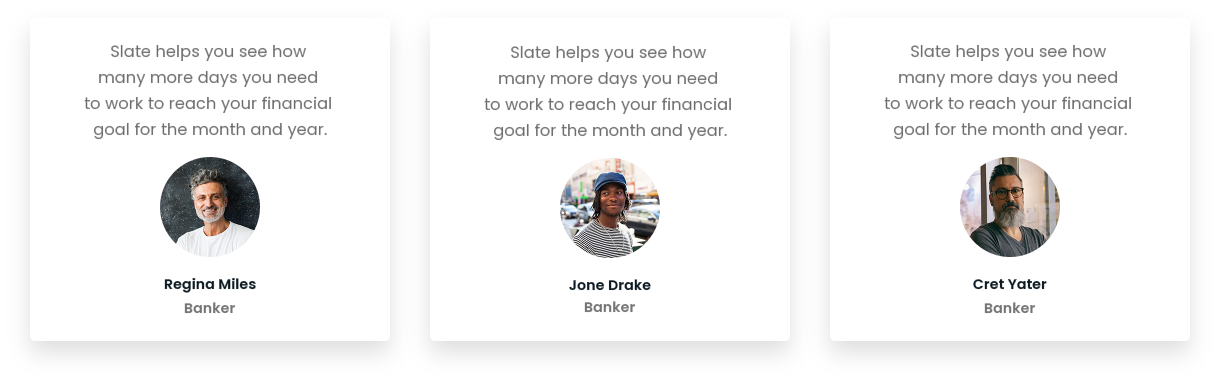 Slate helps you see how
many more days you need
to work to reach your financial
goal for the month and year.
Regina Miles
Banker
Slate helps you see how
many more days you need
to work to reach your financial
goal for the month and year.
Jone Drake
Banker
Slate helps you see how
many more days you need
to work to reach your financial
goal for the month and year.
Cret Yater
Banker